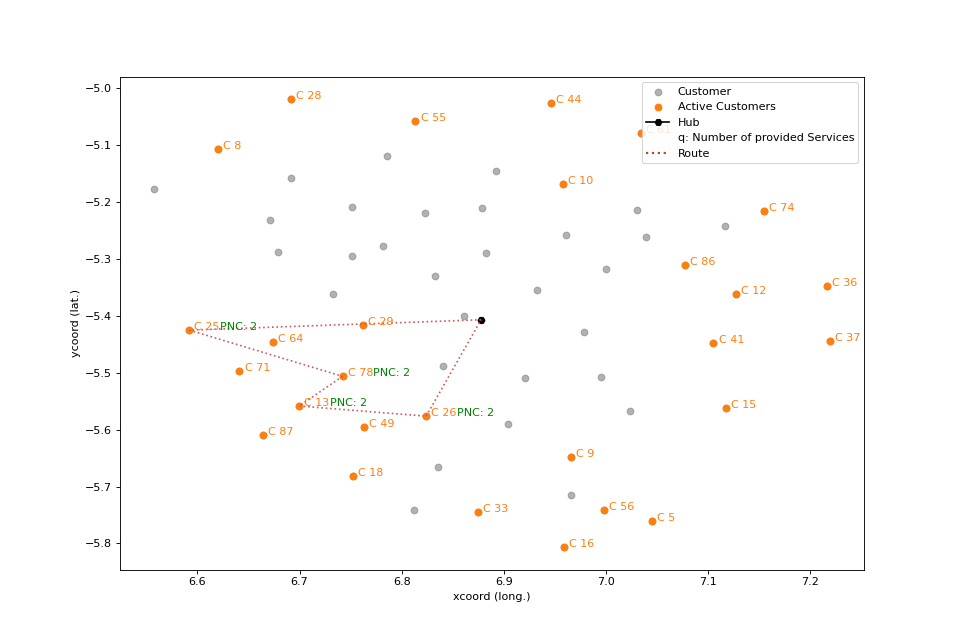 −5.0
−5.1
−5.2
−5.3
−5.4
−5.5
−5.6
−5.7
−5.8
ycoord (lat.)
6.6
6.7
6.8
6.9
7.0
7.1
7.2
xcoord (long.)
Customer
Active Customers
Hub
q: Number of provided Services
Route
C 28
C 44
C 55
C 8
C 10
C 74
C 86
C 36
C 12
C 29
C 25
PNC: 2
C 64
C 41
C 37
C 71
C 78
PNC: 2
C 13
PNC: 2
C 15
C 26
PNC: 2
C 49
C 87
C 9
C 18
C 33
C 56
C 5
C 16